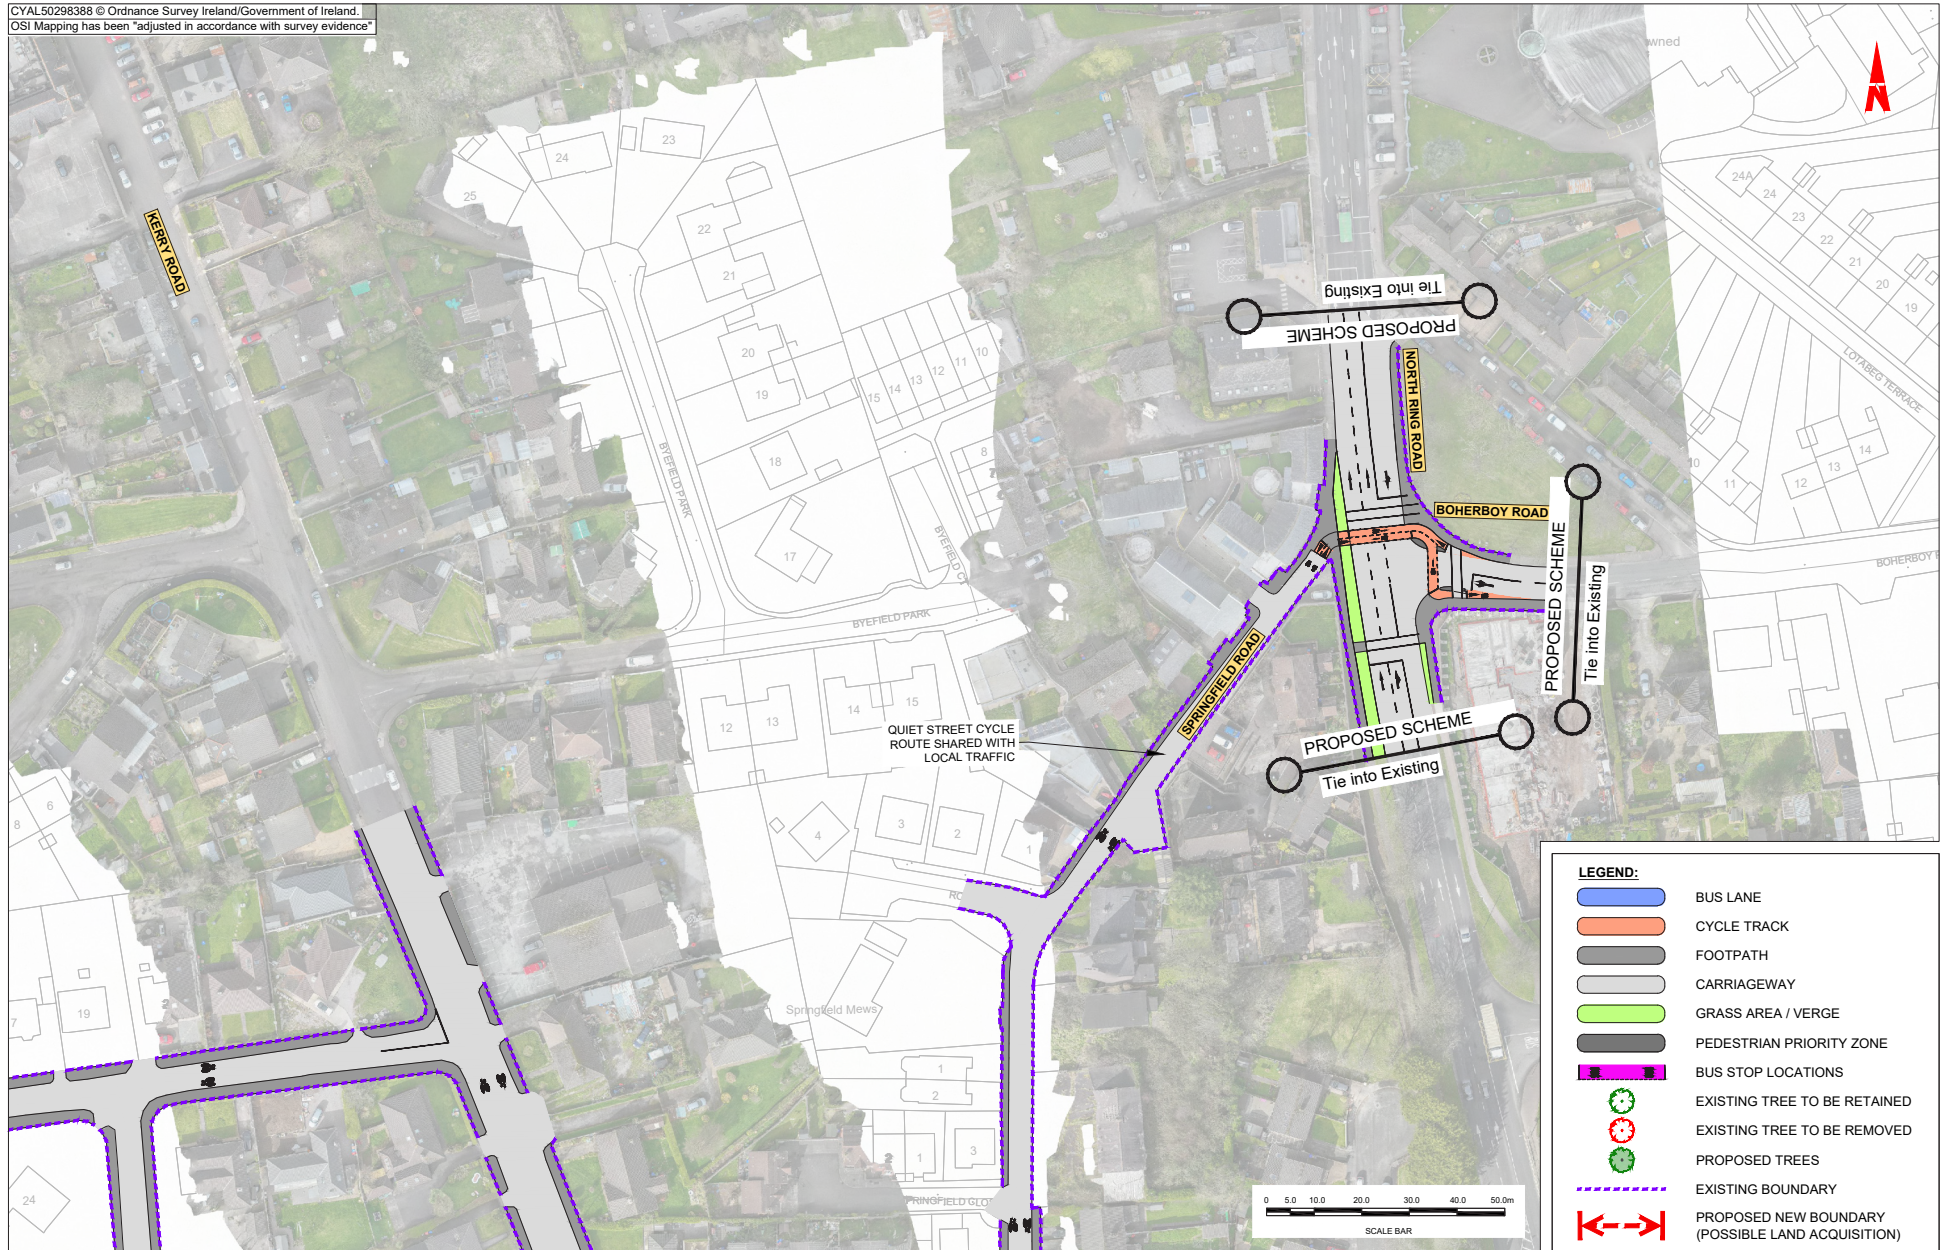 CYAL50298388 © Ordnance Survey Ireland/Government of Ireland.
OSI Mapping has been "adjusted in accordance with survey evidence"
N
KERRY ROAD
25
24
23
22
21
20
19
18
17
15
14
13
12
11
10
8
BYEFIELD PARK
BYEFIELD CT
BYEFIELD PARK
12
13
14
15
4
3
2
1
6
8
7
19
2
24
Springfield Mews
1
2
2
1
3
Tie into Existing
PROPOSED SCHEME
NORTH RING ROAD
BOHERBOY ROAD
PROPOSED SCHEME
Tie into Existing
SPRINGFIELD ROAD
PROPOSED SCHEME
Tie into Existing
QUIET STREET CYCLE
ROUTE SHARED WITH
LOCAL TRAFFIC
24A
24
23
22
21
20
19
LOTABEG TERRACE
10
11
12
13
14
BOHERBOY
0 5.0 10.0 20.0 30.0 40.0 50.0m
SCALE BAR
LEGEND:
BUS LANE
CYCLE TRACK
FOOTPATH
CARRIAGEWAY
GRASS AREA / VERGE
PEDESTRIAN PRIORITY ZONE
BUS STOP LOCATIONS
EXISTING TREE TO BE RETAINED
EXISTING TREE TO BE REMOVED
PROPOSED TREES
EXISTING BOUNDARY
PROPOSED NEW BOUNDARY
(POSSIBLE LAND ACQUISITION)